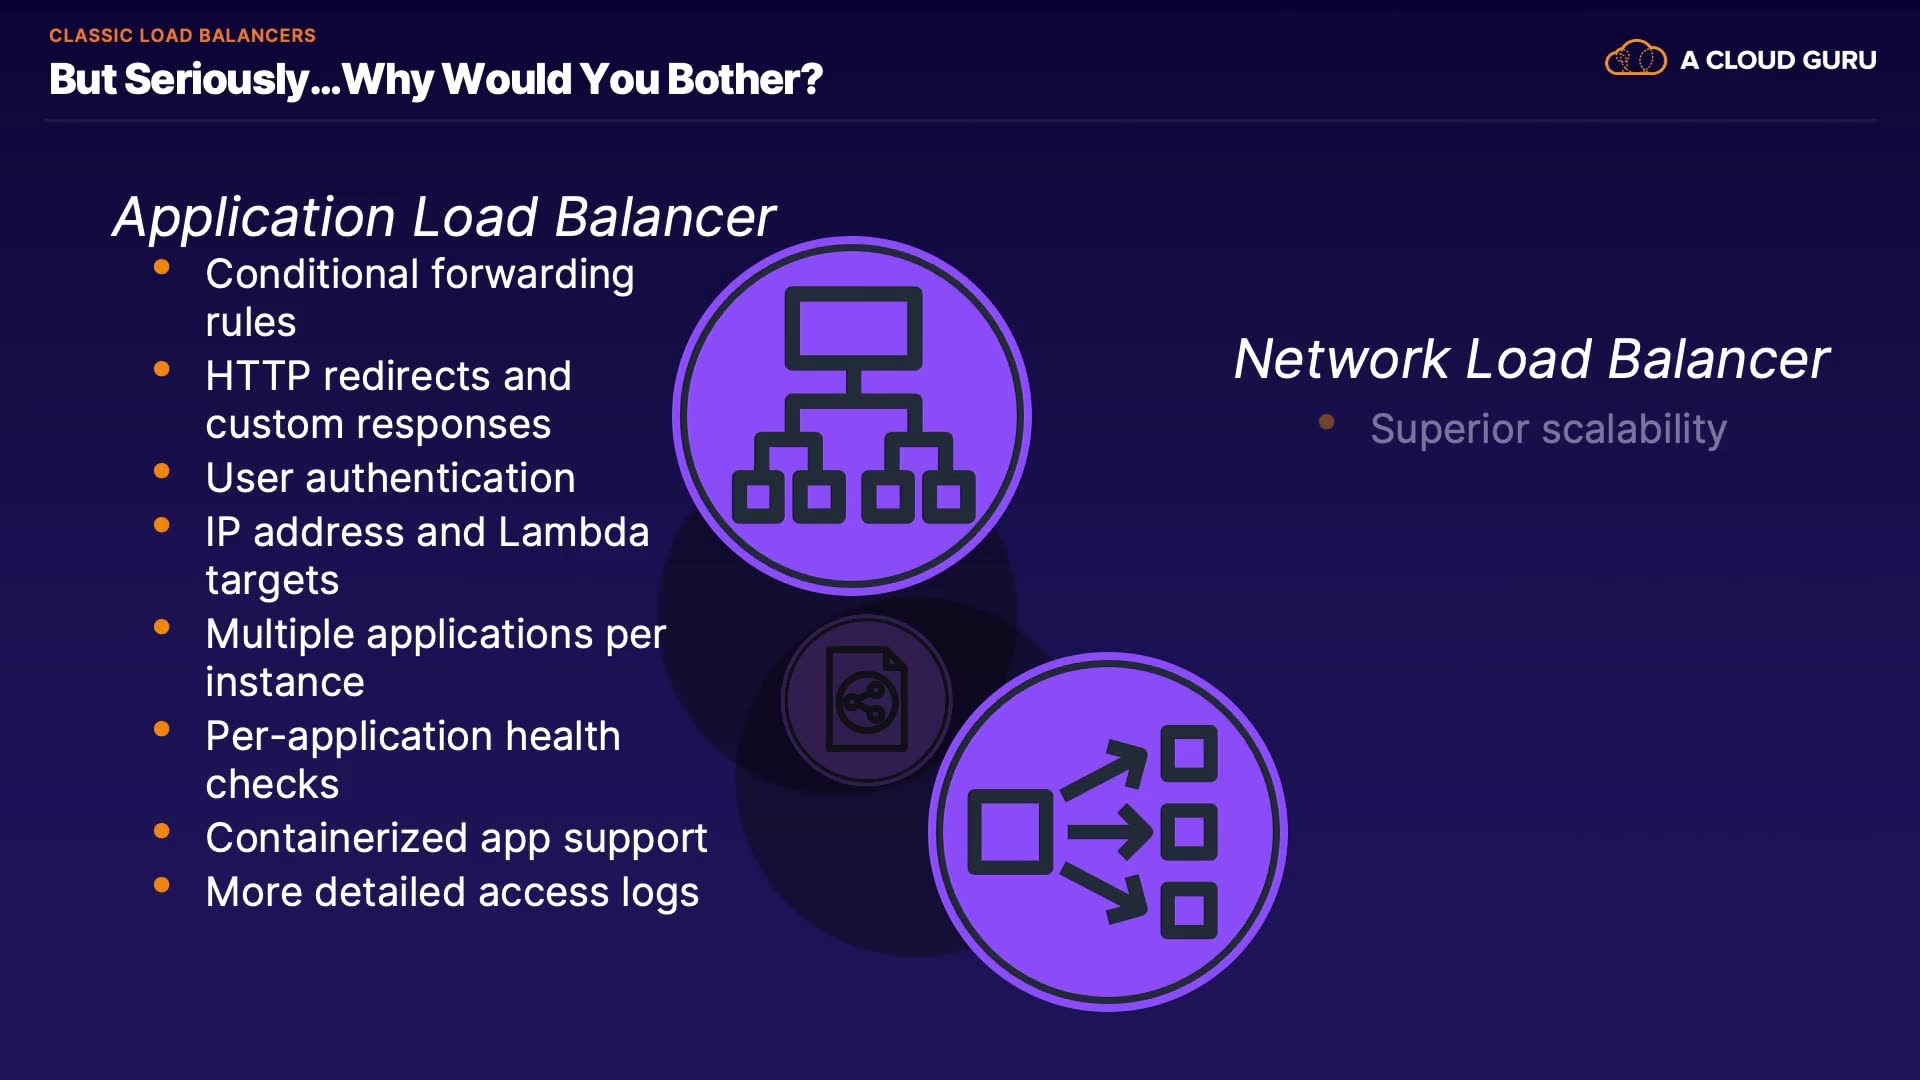 CLASSIC LOAD BALANCERS
But Seriously...Why Would You Bother?
A CLOUD GURU
Application Load Balancer
Conditional forwarding
rules
HTTP redirects and
custom responses
User authentication
IP address and Lambda
targets
Multiple applications per
instance
Per-application health
checks
Containerized app support
More detailed access logs
Network Load Balancer
Superior scalability